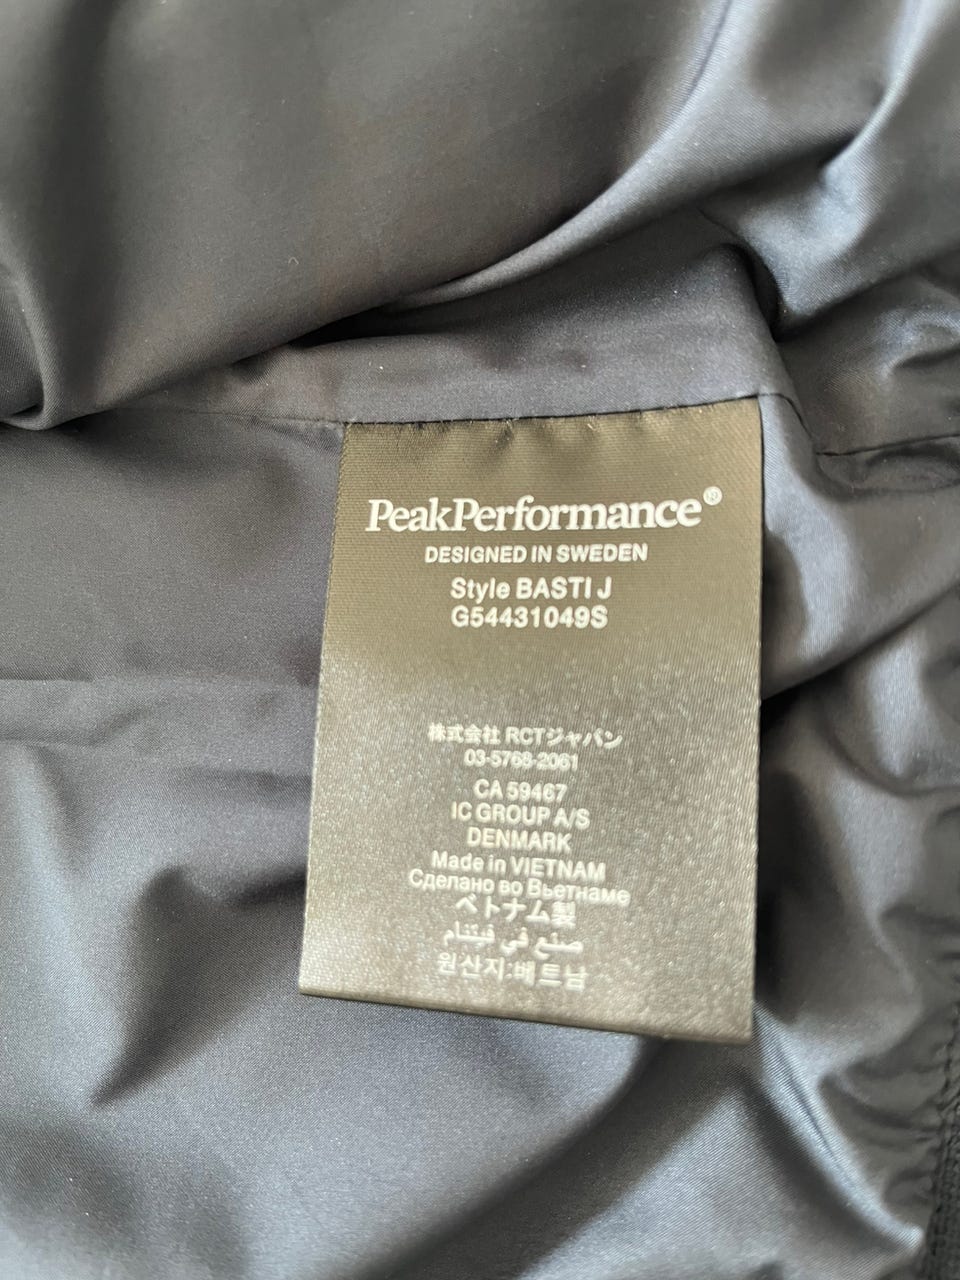 PeakPerformance®
DESIGNED IN SWEDEN
Style BASTI J
G54431049S
株式会社 RCTジャパン
03-5768-2061
CA 59467
IC GROUP A/S
DENMARK
Made in VIETNAM
Сделано во Вьетнаме
ベトナム製
صنع في فيتنام
원산지:베트남